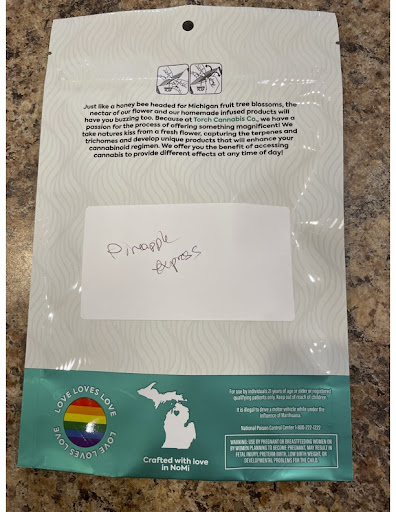 Just like a honey bee headed for Michigan fruit tree blossoms, the
nectar of our flower and our homemade infused products will
have you buzzing too. Because at Torch Cannabis Co., we have a
passion for the process of offering something magnificent! We
take natures kiss from a fresh flower, capturing the terpenes and
trichomes and develop unique products that will enhance your
cannabinoid regimen. We offer you the benefit of accessing
cannabis to provide different effects at any time of day!
Pineapple
express
LOVE LOVES LOVE
LOVE LOVES LOVE
Crafted with love
in NoMi
For use by individuals 21 years of age or older or registered
qualifying patients only. Keep out of reach of children.
It is illegal to drive a motor vehicle while under the
influence of Marihuana.
National Poison Control Center 1-800-222-1222
WARNING: USE BY PREGNANT OR BREASTFEEDING WOMEN OR
BY WOMEN PLANNING TO BECOME PREGNANT, MAY RESULT IN
FETAL INJURY, PRETERM BIRTH, LOW BIRTH WEIGHT, OR
DEVELOPMENTAL PROBLEMS FOR THE CHILD.